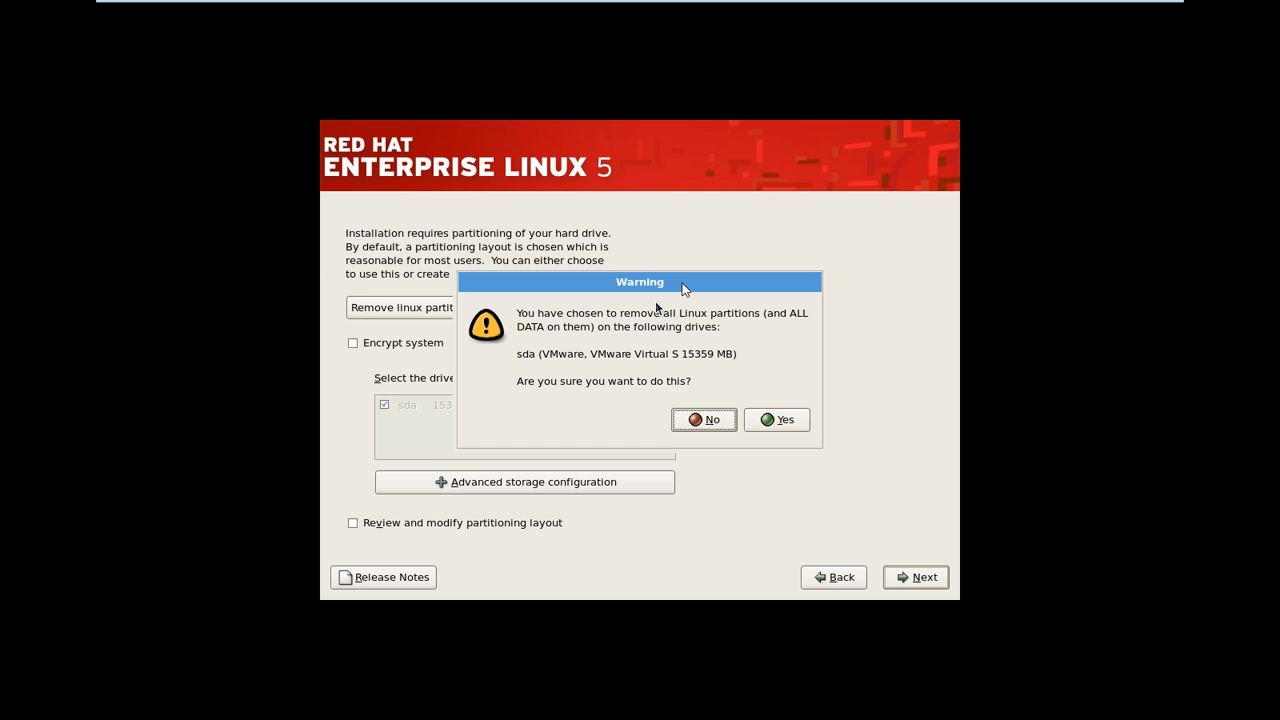 RED HAT
ENTERPRISE LINUX 5
Installation requires partitioning of your hard drive.
By default, a partitioning layout is chosen which is
reasonable for most users. You can either choose
to use this or create
Warning
Remove linux partit
You have chosen to remove all Linux partitions (and ALL
DATA on them) on the following drives:
Encrypt system
sda (VMware, VMware Virtual S 15359 MB)
Select the drive
Are you sure you want to do this?
sda 153
No
Yes
Advanced storage configuration
Review and modify partitioning layout
Release Notes
Back
Next